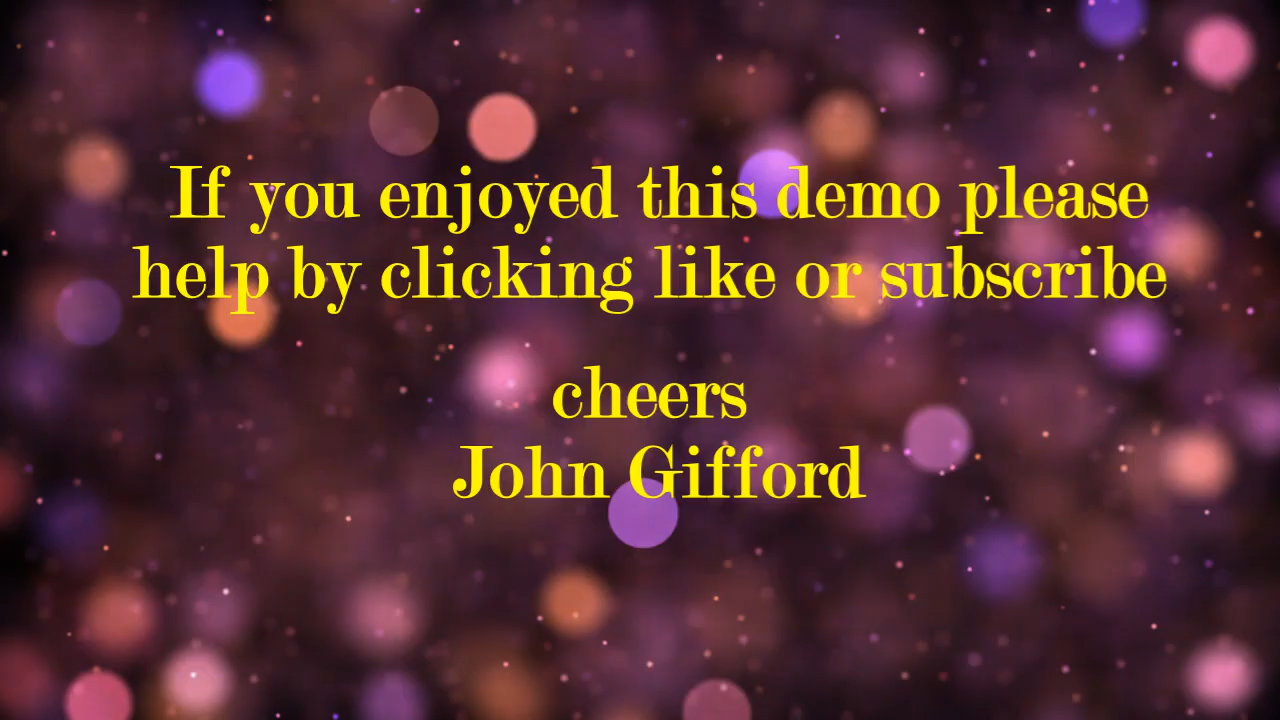 If you enjoyed this demo please
help by clicking like or subscribe
cheers
John Gifford